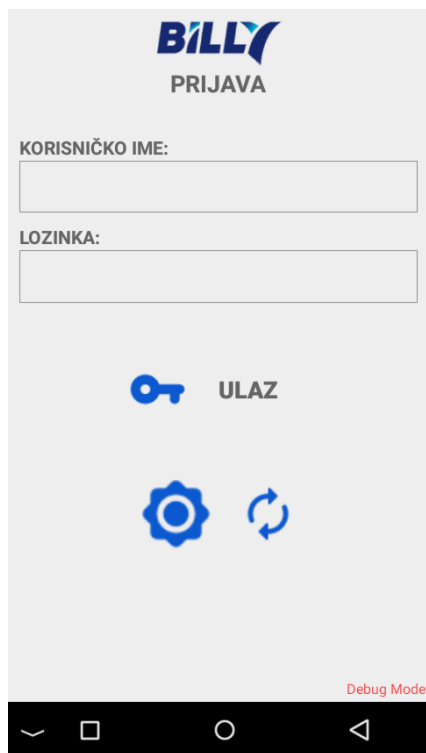 BILLY
PRIJAVA
KORISNIČKO IME:
LOZINKA:
ULAZ
Debug Mode